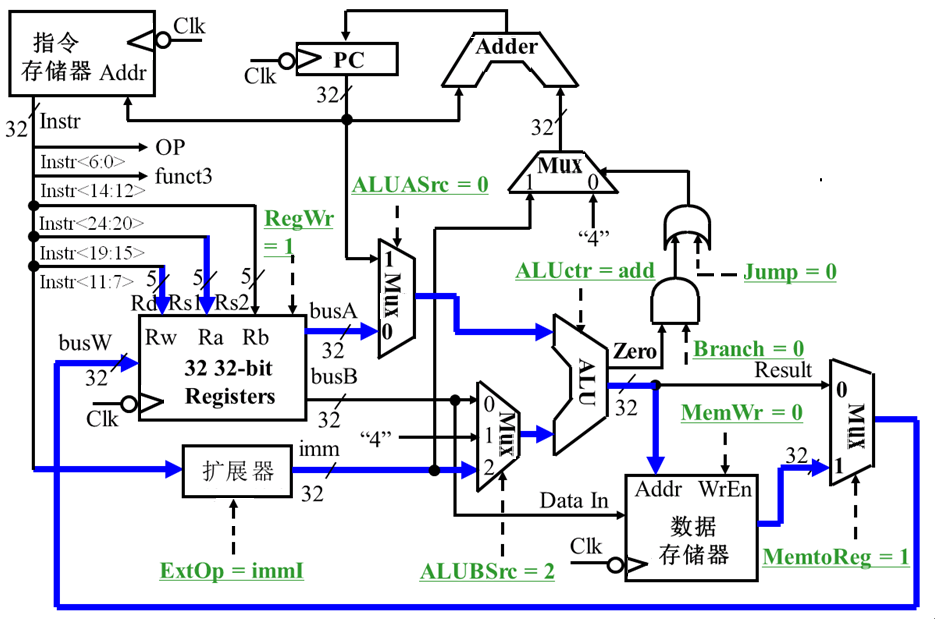 指令
存储器 Addr
Clk
Clk
PC
Adder
32
32
32
Instr
OP
Instr<6:0>
funct3
Instr<14:12>
Instr<24:20>
Instr<19:15>
Instr<11:7>
Mux
1
0
“4”
ALUASrc = 0
RegWr
= 1
ALUctr = add
Jump = 0
5
5
5
Rd
Rs1
Rs2
busA
32
1
Mux
0
Rw
Ra
Rb
32 32-bit
Registers
busW
32
Clk
busB
32
Zero
ALU
32
Branch = 0
Result
0
Mux
1
MemWr = 0
0
“4”
1
Mux
2
扩展器
imm
32
32
Addr
WrEn
Data In
数据
存储器
Clk
MemtoReg = 1
ExtOp = immI
ALUBSrc = 2